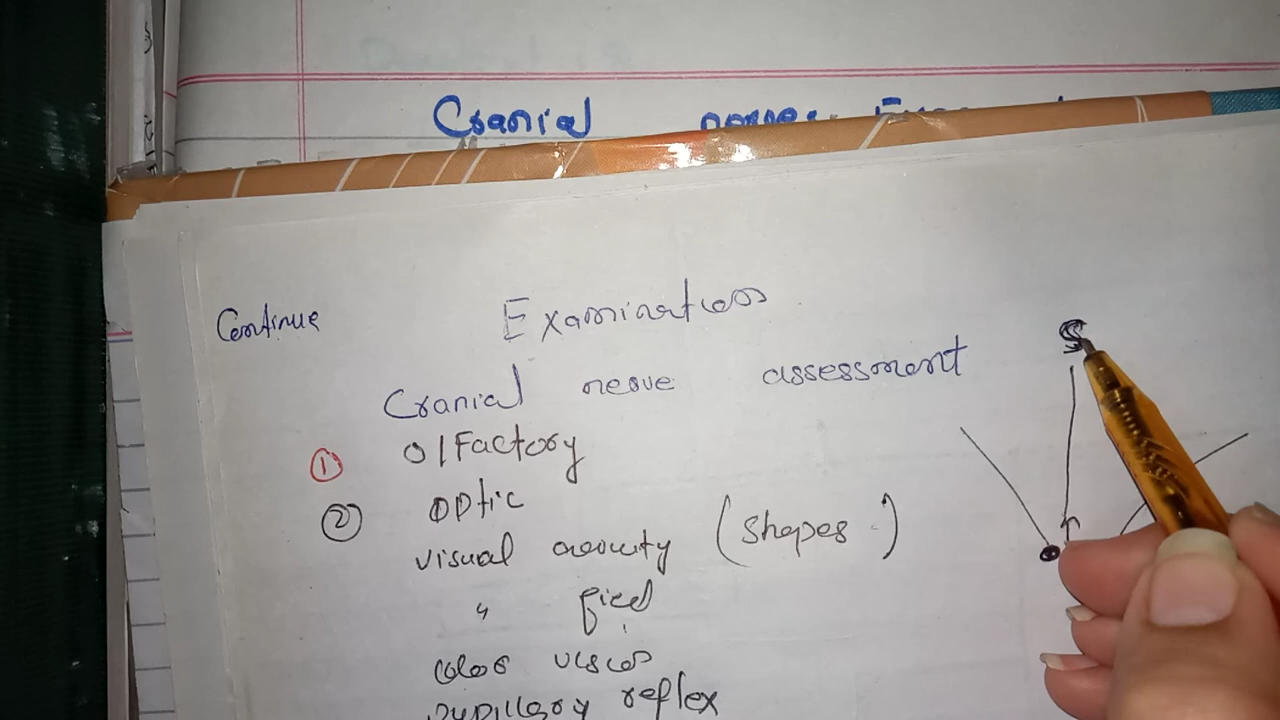 Cranial
Continue
Examination
Cranial nerve assessment
① Olfactory
② Optic
visual acuity (shapes.)
" field
color vision
pupillary reflex